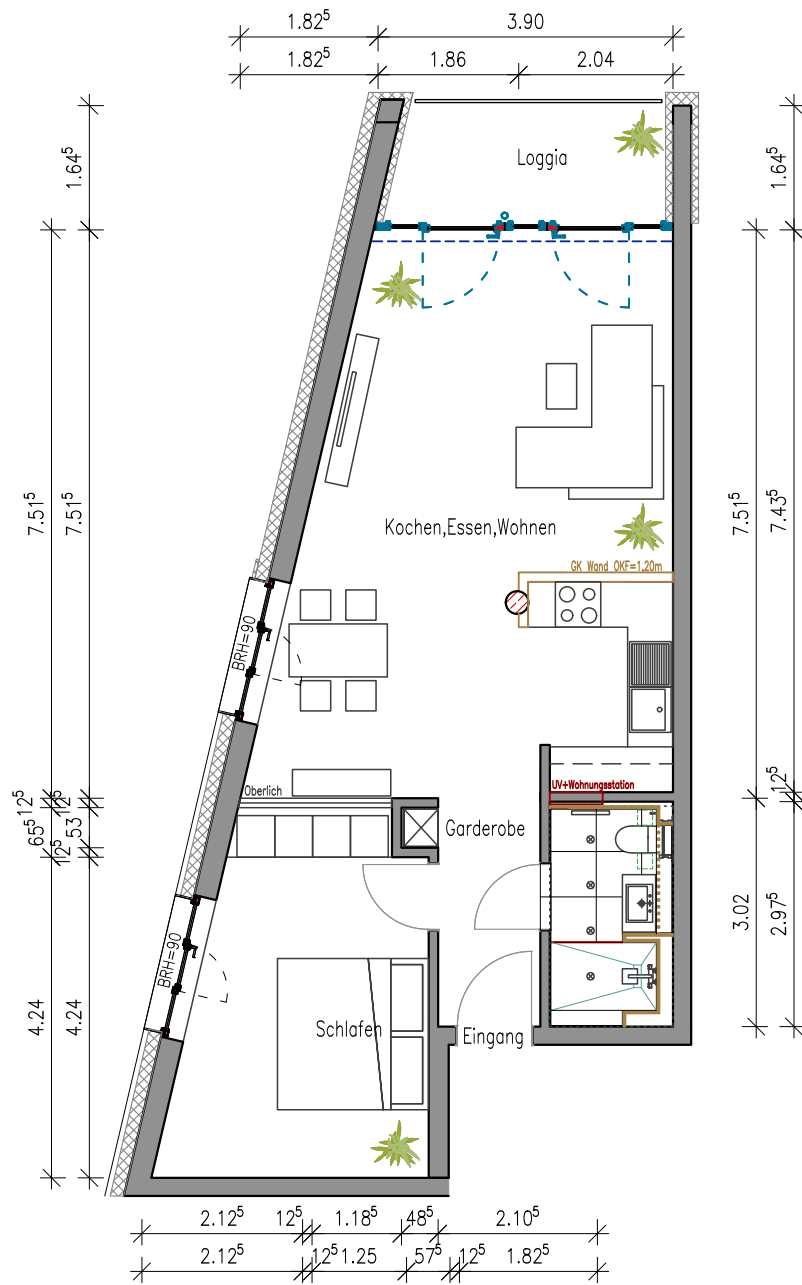 1.82⁵ 3.90
1.82⁵ 1.86 2.04
1.64⁵
1.64⁵
Loggia
7.51⁵
7.51⁵
7.51⁵
7.43⁵
Kochen,Essen,Wohnen
GK Wand OKF=1,20m
BRH=90
UV+Wohnungsstation
Oberlich
12⁵
12⁵
12⁵
65⁵
53
12⁵
Garderobe
BRH=90
3.02
2.97⁵
4.24
4.24
Schlafen
Eingang
2.12⁵ 12⁵ 1.18⁵ 48⁵ 2.10⁵
2.12⁵ 12⁵ 1.25 57⁵ 12⁵ 1.82⁵